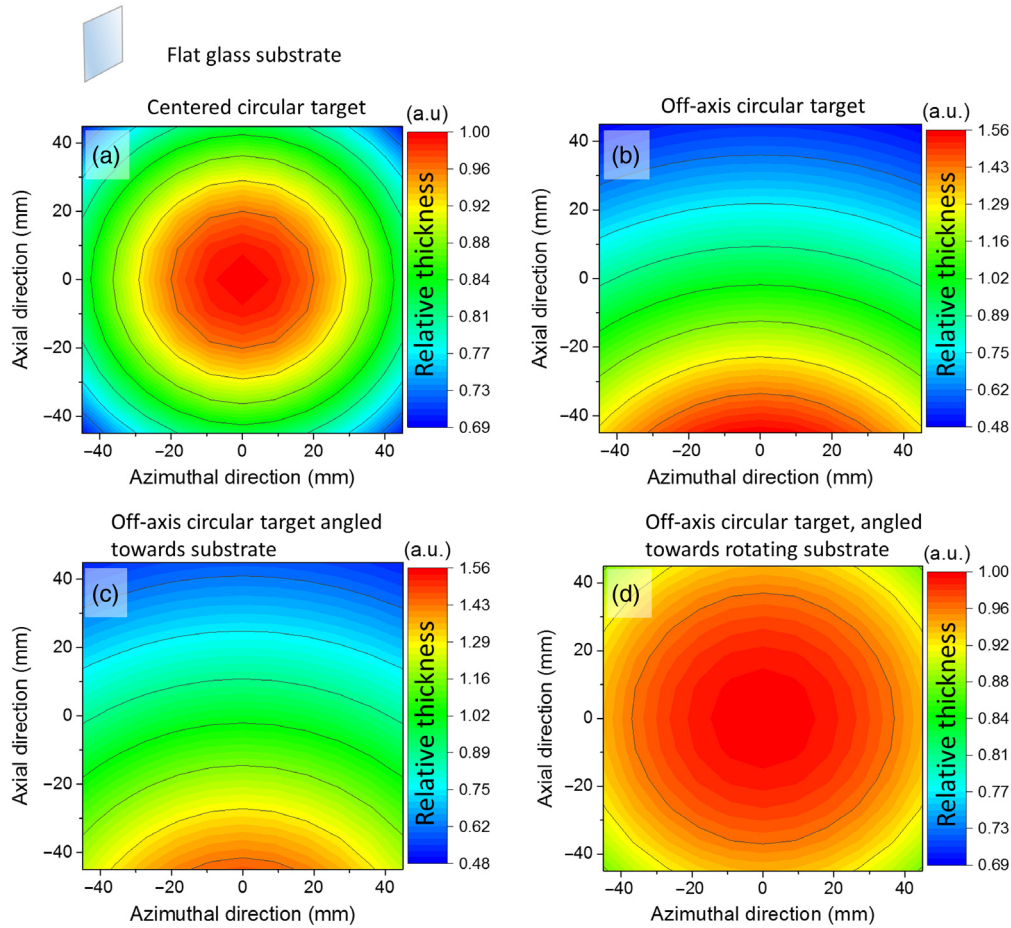 Flat glass substrate
Centered circular target
(a.u)
(a)
40
20
0
−20
−40
−40
−20
0
20
40
Axial direction (mm)
Azimuthal direction (mm)
Relative thickness
1.00
0.96
0.92
0.88
0.84
0.81
0.77
0.73
0.69
Off-axis circular target
(a.u.)
(b)
40
20
0
−20
−40
−40
−20
0
20
40
Axial direction (mm)
Azimuthal direction (mm)
Relative thickness
1.56
1.43
1.29
1.16
1.02
0.89
0.75
0.62
0.48
Off-axis circular target angled
towards substrate
(a.u.)
(c)
40
20
0
−20
−40
−40
−20
0
20
40
Axial direction (mm)
Azimuthal direction (mm)
Relative thickness
1.56
1.43
1.29
1.16
1.02
0.89
0.75
0.62
0.48
Off-axis circular target, angled
towards rotating substrate
(a.u.)
(d)
40
20
0
−20
−40
−40
−20
0
20
40
Axial direction (mm)
Azimuthal direction (mm)
Relative thickness
1.00
0.96
0.92
0.88
0.84
0.81
0.77
0.73
0.69